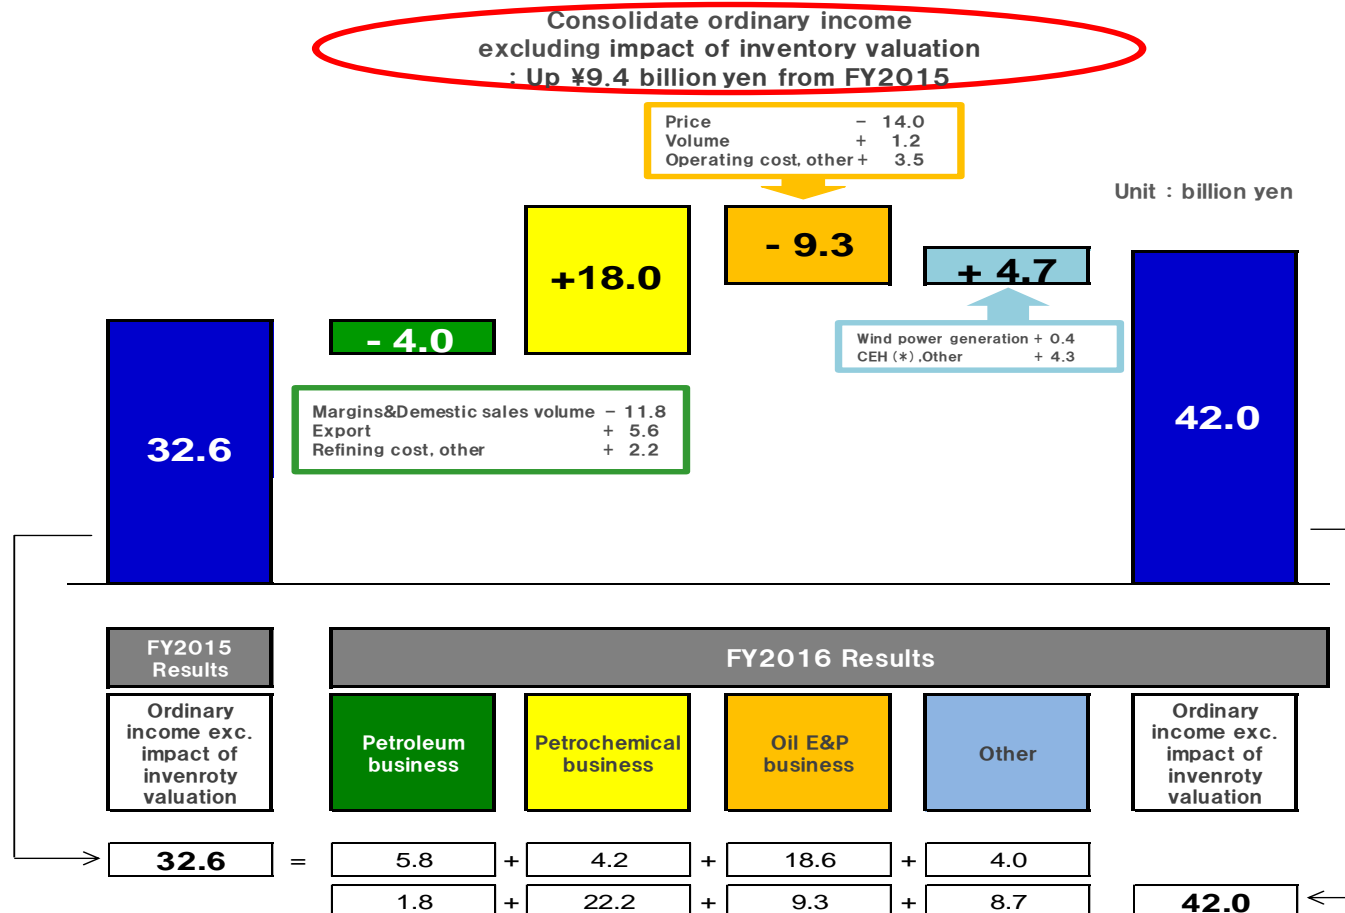 Consolidate ordinary income
excluding impact of inventory valuation
: Up ¥9.4 billion yen from FY2015
Price − 14.0
Volume + 1.2
Operating cost, other + 3.5
Unit : billion yen
- 9.3
+18.0
+ 4.7
- 4.0
Wind power generation + 0.4
CEH (*) ,Other + 4.3
Margins&Demestic sales volume − 11.8
Export + 5.6
Refining cost, other + 2.2
32.6
42.0
FY2015
Results
FY2016 Results
Ordinary
income exc.
impact of
invenroty
valuation
Petroleum
business
Petrochemical
business
Oil E&P
business
Other
Ordinary
income exc.
impact of
invenroty
valuation
32.6 = 5.8 + 4.2 + 18.6 + 4.0
1.8 + 22.2 + 9.3 + 8.7 42.0